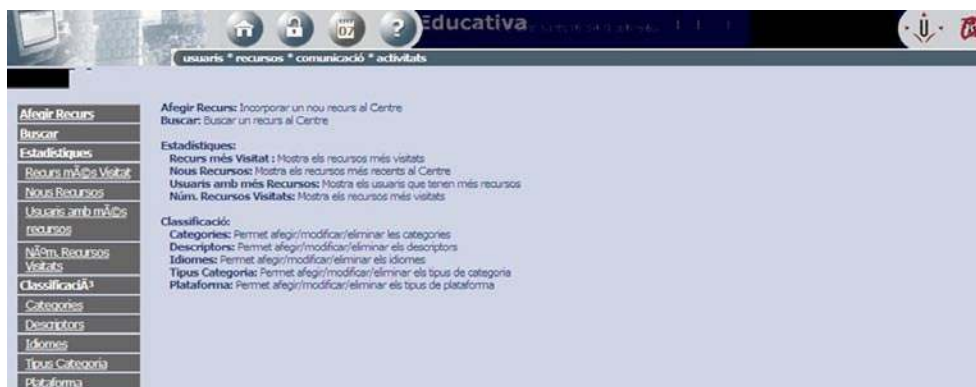 Educativa
07
?
usuaris * recursos * comunicació * activitats
Afegir Recurs
Buscar
Estadístiques
Recurs mÃ©s Visitat
Nous Recursos
Usuaris amb mÃ©s
recursos
NÃºm. Recursos
Visitats
ClassificaciÃ³
Categories
Descriptors
Idiomes
Tipus Categoria
Plataforma
Afegir Recurs: Incorporar un nou recurs al Centre
Buscar: Buscar un recurs al Centre
Estadístiques:
Recurs més Visitat : Mostra els recursos més visitats
Nous Recursos: Mostra els recursos més recents al Centre
Usuaris amb més Recursos: Mostra els usuaris que tenen més recursos
Núm. Recursos Visitats: Mostra els recursos més visitats
Classificació:
Categories: Permet afegir/modificar/eliminar les categories
Descriptors: Permet afegir/modificar/eliminar els descriptors
Idiomes: Permet afegir/modificar/eliminar els idiomes
Tipus Categoria: Permet afegir/modificar/eliminar els tipus de categoria
Plataforma: Permet afegir/modificar/eliminar els tipus de plataforma